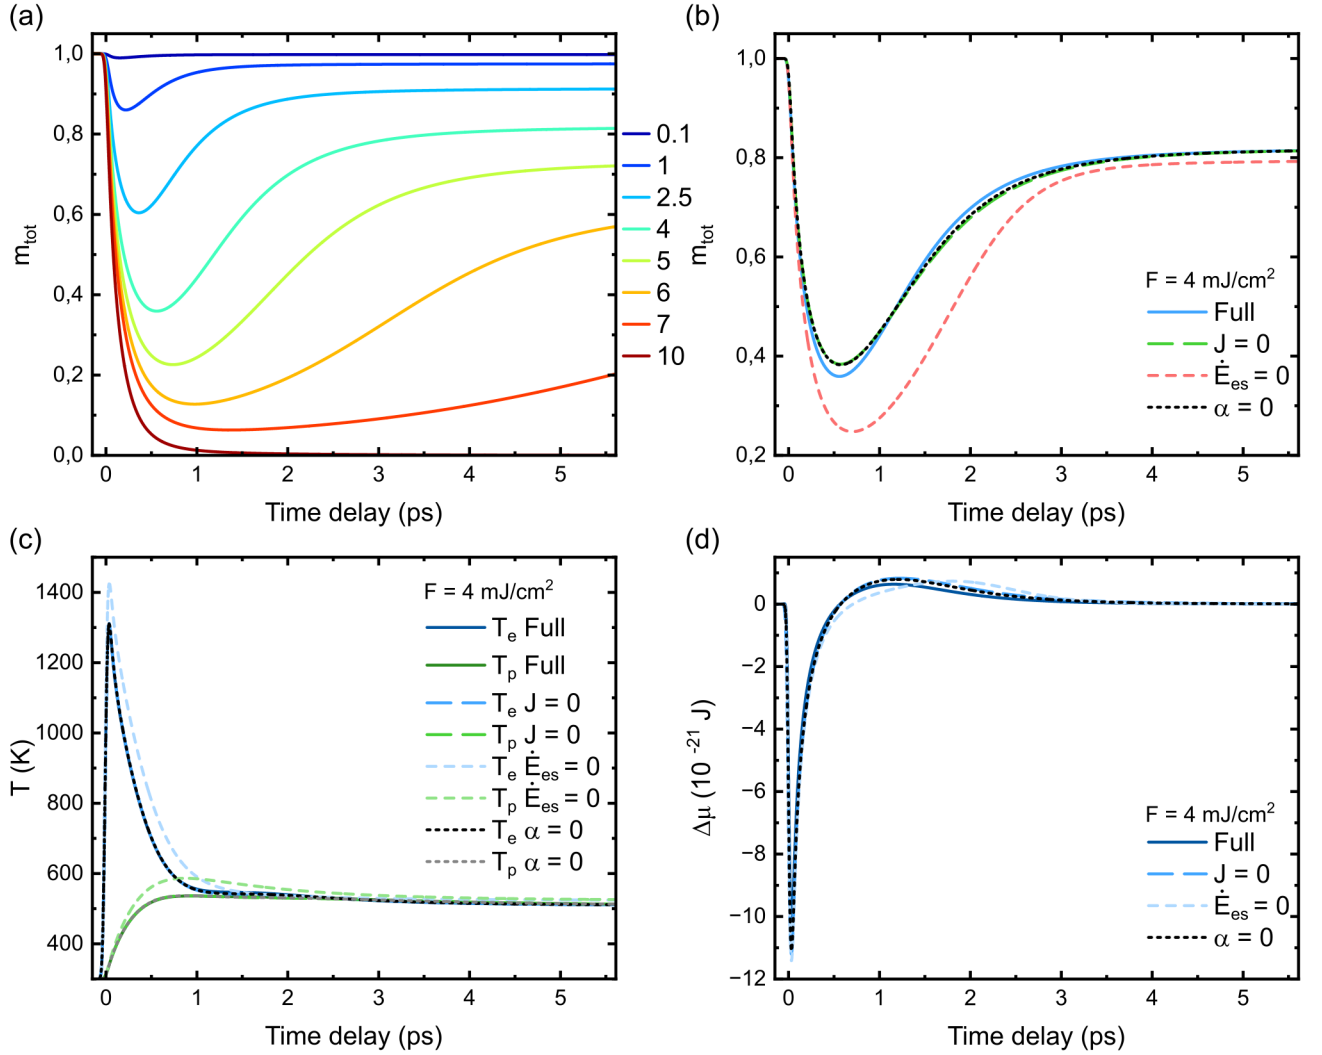 (a)
1,0
0,8
0,6
0,4
0,2
0,0
m_tot
0 1 2 3 4 5
Time delay (ps)
0.1
1
2.5
4
5
6
7
10
(b)
1,0
0,8
0,6
0,4
0,2
m_tot
0 1 2 3 4 5
Time delay (ps)
F = 4 mJ/cm²
Full
J = 0
Ė_es = 0
α = 0
(c)
1400
1200
1000
800
600
400
T (K)
0 1 2 3 4 5
Time delay (ps)
F = 4 mJ/cm²
T_e Full
T_p Full
T_e J = 0
T_p J = 0
T_e Ė_es = 0
T_p Ė_es = 0
T_e α = 0
T_p α = 0
(d)
0
−2
−4
−6
−8
−10
−12
Δμ (10 ⁻²¹ J)
0 1 2 3 4 5
Time delay (ps)
F = 4 mJ/cm²
Full
J = 0
Ė_es = 0
α = 0